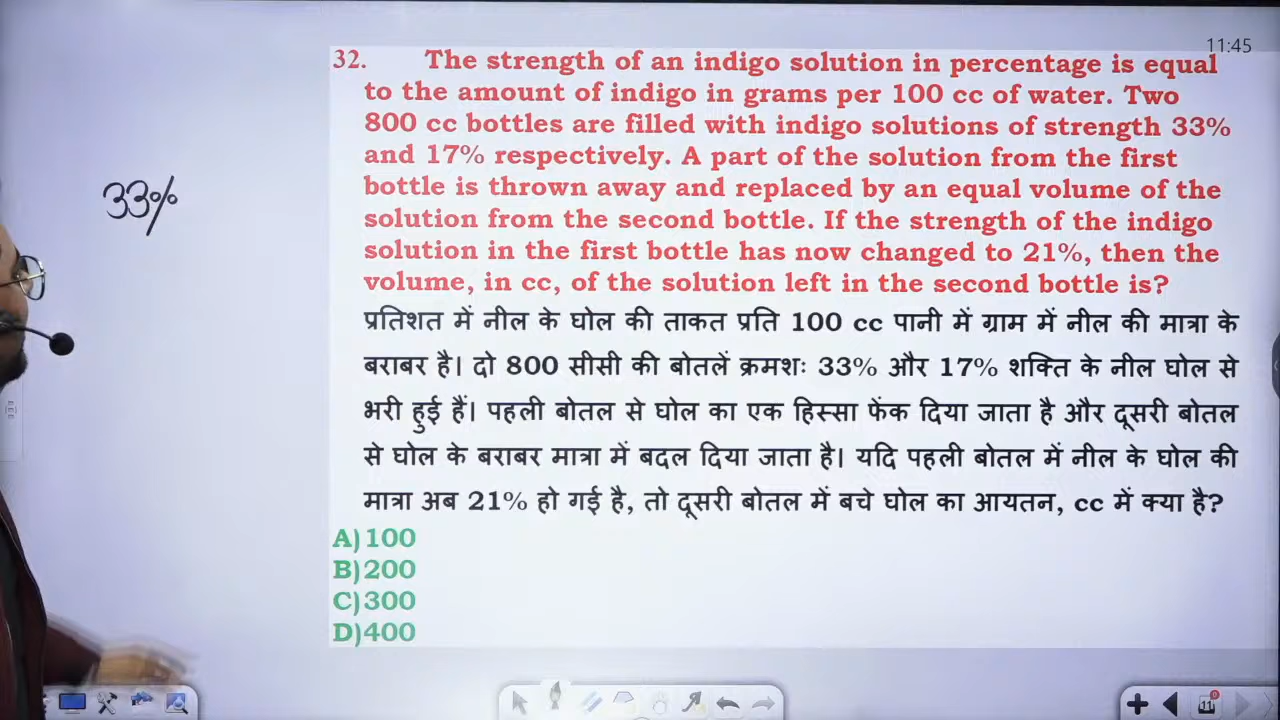 11:45
32. The strength of an indigo solution in percentage is equal
to the amount of indigo in grams per 100 cc of water. Two
800 cc bottles are filled with indigo solutions of strength 33%
and 17% respectively. A part of the solution from the first
bottle is thrown away and replaced by an equal volume of the
solution from the second bottle. If the strength of the indigo
solution in the first bottle has now changed to 21%, then the
volume, in cc, of the solution left in the second bottle is?
33%
प्रतिशत में नील के घोल की ताकत प्रति 100 cc पानी में ग्राम में नील की मात्रा के
बराबर है। दो 800 सीसी की बोतलें क्रमशः 33% और 17% शक्ति के नील घोल से
भरी हुई हैं। पहली बोतल से घोल का एक हिस्सा फेंक दिया जाता है और दूसरी बोतल
से घोल के बराबर मात्रा में बदल दिया जाता है। यदि पहली बोतल में नील के घोल की
मात्रा अब 21% हो गई है, तो दूसरी बोतल में बचे घोल का आयतन, cc में क्या है?
A)100
B)200
C)300
D)400
11